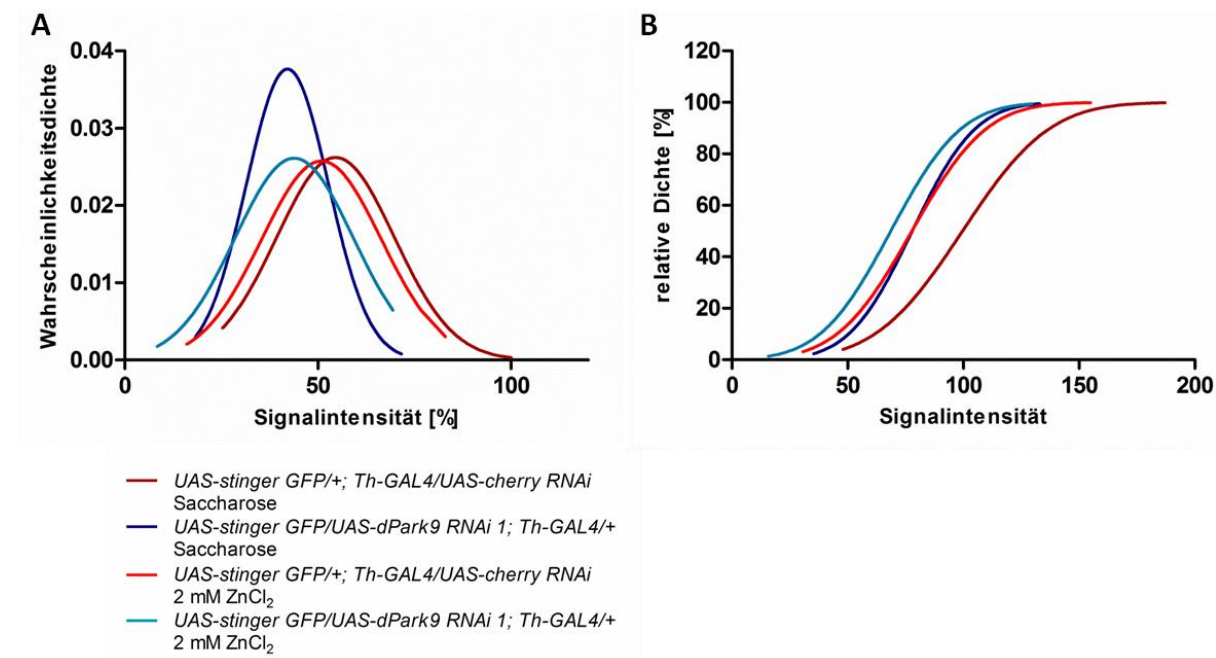 A
Wahrscheinlichkeitsdichte
0.04
0.03
0.02
0.01
0.00
0
50
100
Signalintensität [%]
B
relative Dichte [%]
120
100
80
60
40
20
0
0
50
100
150
200
Signalintensität
UAS-stinger GFP/+; Th-GAL4/UAS-cherry RNAi
Saccharose
UAS-stinger GFP/UAS-dPark9 RNAi 1; Th-GAL4/+
Saccharose
UAS-stinger GFP/+; Th-GAL4/UAS-cherry RNAi
2 mM ZnCl₂
UAS-stinger GFP/UAS-dPark9 RNAi 1; Th-GAL4/+
2 mM ZnCl₂